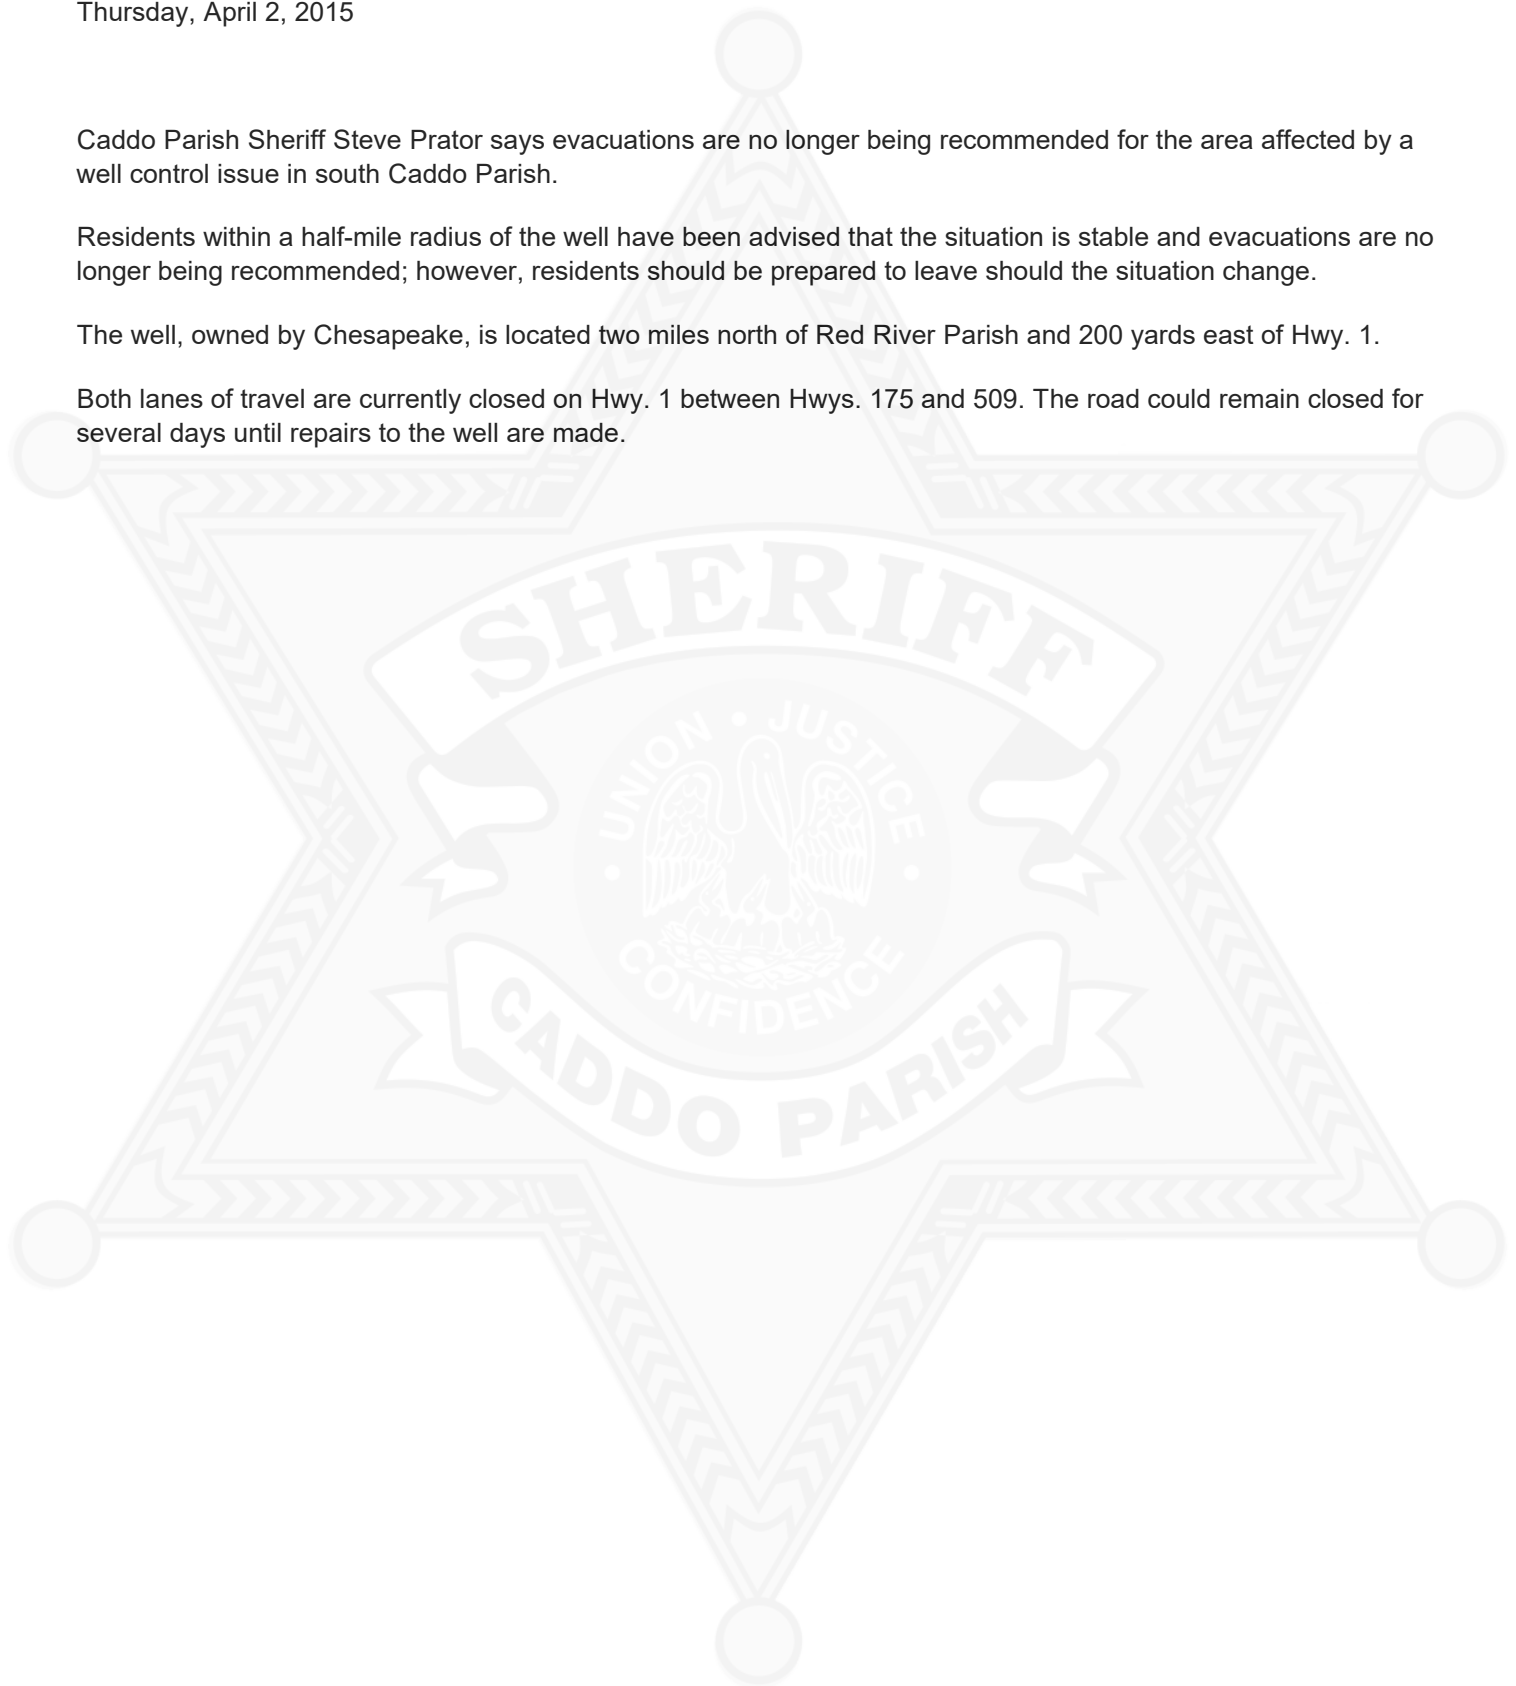 Thursday, April 2, 2015
Caddo Parish Sheriff Steve Prator says evacuations are no longer being recommended for the area affected by a
well control issue in south Caddo Parish.
Residents within a half-mile radius of the well have been advised that the situation is stable and evacuations are no
longer being recommended; however, residents should be prepared to leave should the situation change.
The well, owned by Chesapeake, is located two miles north of Red River Parish and 200 yards east of Hwy. 1.
Both lanes of travel are currently closed on Hwy. 1 between Hwys. 175 and 509. The road could remain closed for
several days until repairs to the well are made.
SHERIFF
UNION • JUSTICE
• CONFIDENCE •
CADDO PARISH